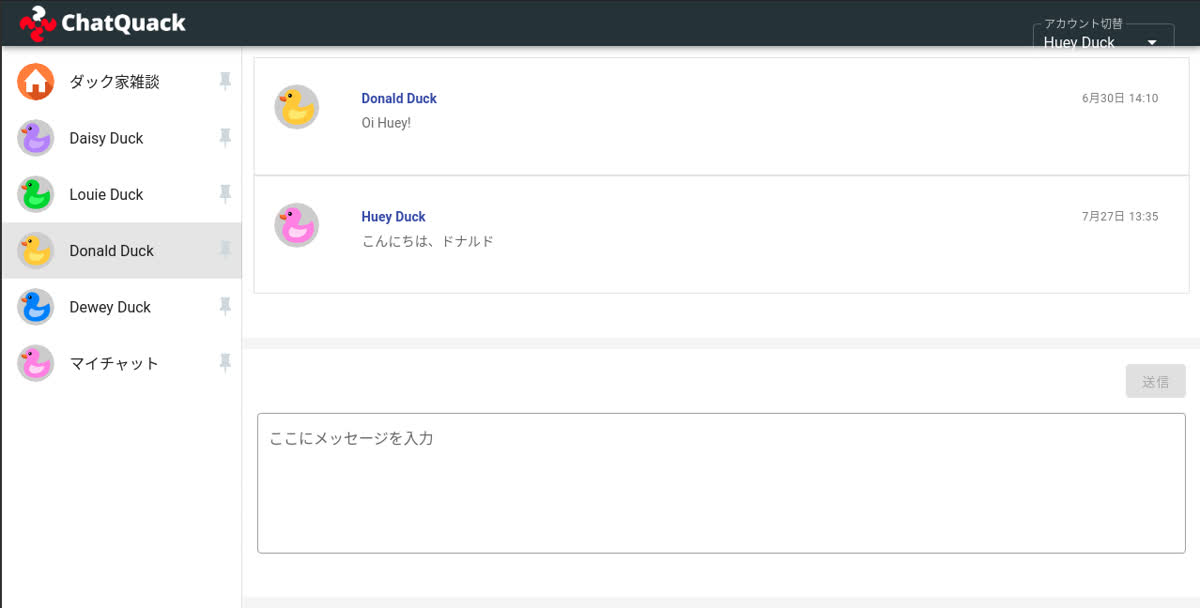 ChatQuack
アカウント切替
Huey Duck
ダック家雑談
Daisy Duck
Louie Duck
Donald Duck
Dewey Duck
マイチャット
Donald Duck
6月30日 14:10
Oi Huey!
Huey Duck
7月27日 13:35
こんにちは、ドナルド
送信
ここにメッセージを入力